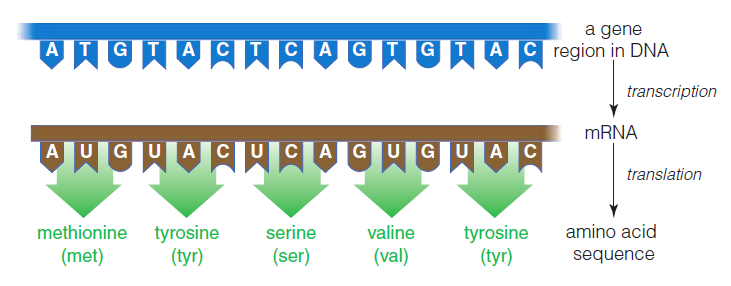 a gene
A T G T A C T C A G T G T A C region in DNA
transcription
mRNA
A U G U A C U C A G U G U A C
translation
methionine tyrosine serine valine tyrosine amino acid
(met) (tyr) (ser) (val) (tyr) sequence